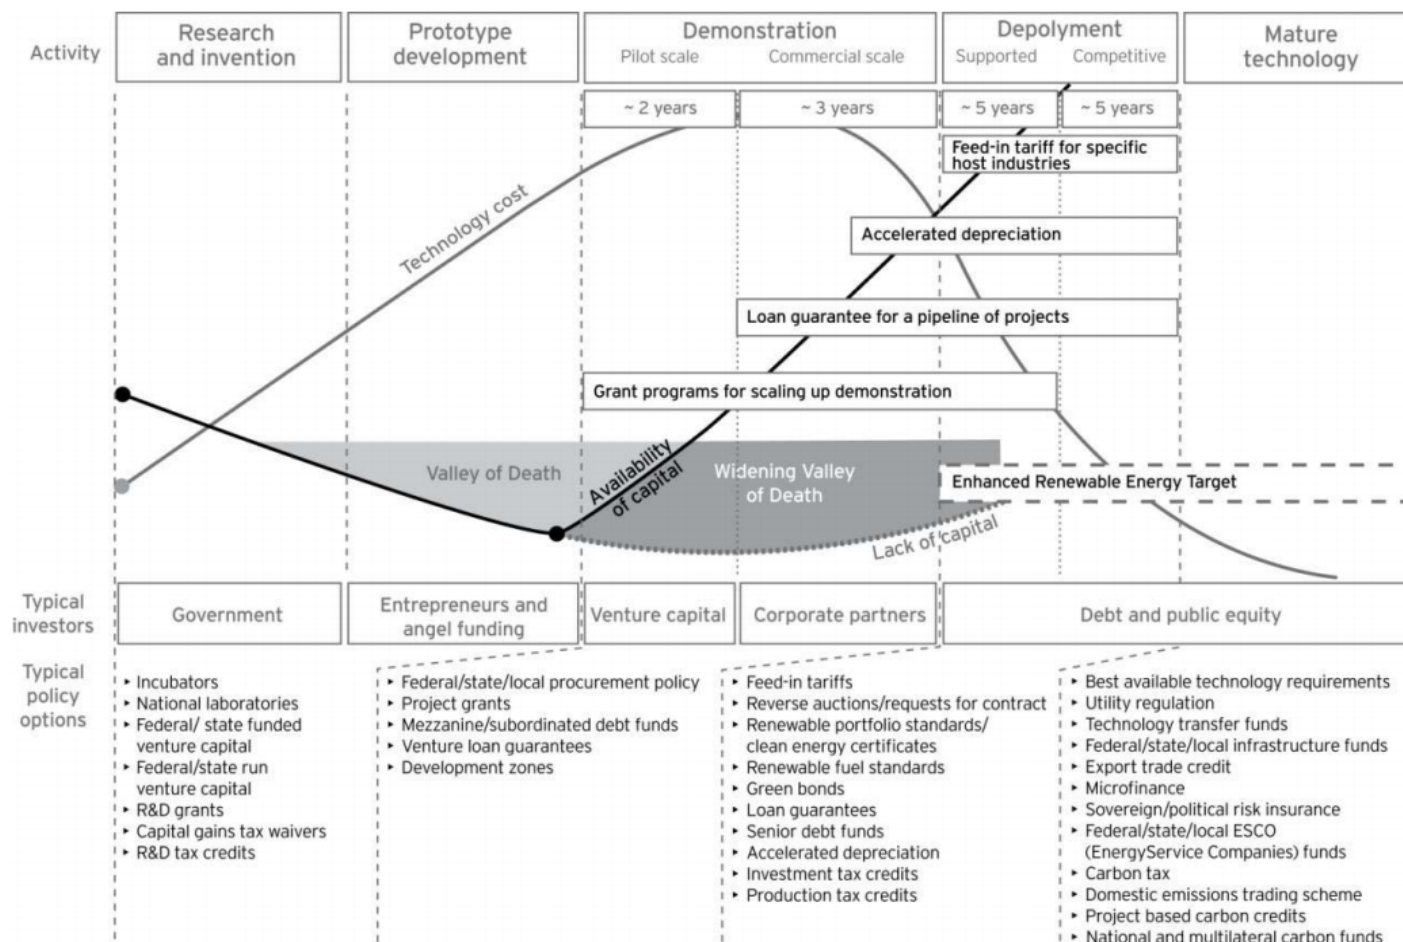 Activity
Research
and invention
Prototype
development
Demonstration
Pilot scale
Commercial scale
Depolyment
Supported
Competitive
Mature
technology
~ 2 years
~ 3 years
~ 5 years
~ 5 years
Technology cost
Feed-in tariff for specific
host industries
Accelerated depreciation
Loan guarantee for a pipeline of projects
Grant programs for scaling up demonstration
Valley of Death
Availability
of capital
Widening Valley
of Death
Enhanced Renewable Energy Target
Lack of capital
Typical
investors
Government
Entrepreneurs and
angel funding
Venture capital
Corporate partners
Debt and public equity
Typical
policy
options
‣ Incubators
‣ National laboratories
‣ Federal/ state funded
venture capital
‣ Federal/state run
venture capital
‣ R&D grants
‣ Capital gains tax waivers
‣ R&D tax credits
‣ Federal/state/local procurement policy
‣ Project grants
‣ Mezzanine/subordinated debt funds
‣ Venture loan guarantees
‣ Development zones
‣ Feed-in tariffs
‣ Reverse auctions/requests for contract
‣ Renewable portfolio standards/
clean energy certificates
‣ Renewable fuel standards
‣ Green bonds
‣ Loan guarantees
‣ Senior debt funds
‣ Accelerated depreciation
‣ Investment tax credits
‣ Production tax credits
‣ Best available technology requirements
‣ Utility regulation
‣ Technology transfer funds
‣ Federal/state/local infrastructure funds
‣ Export trade credit
‣ Microfinance
‣ Sovereign/political risk insurance
‣ Federal/state/local ESCO
(EnergyService Companies) funds
‣ Carbon tax
‣ Domestic emissions trading scheme
‣ Project based carbon credits
‣ National and multilateral carbon funds